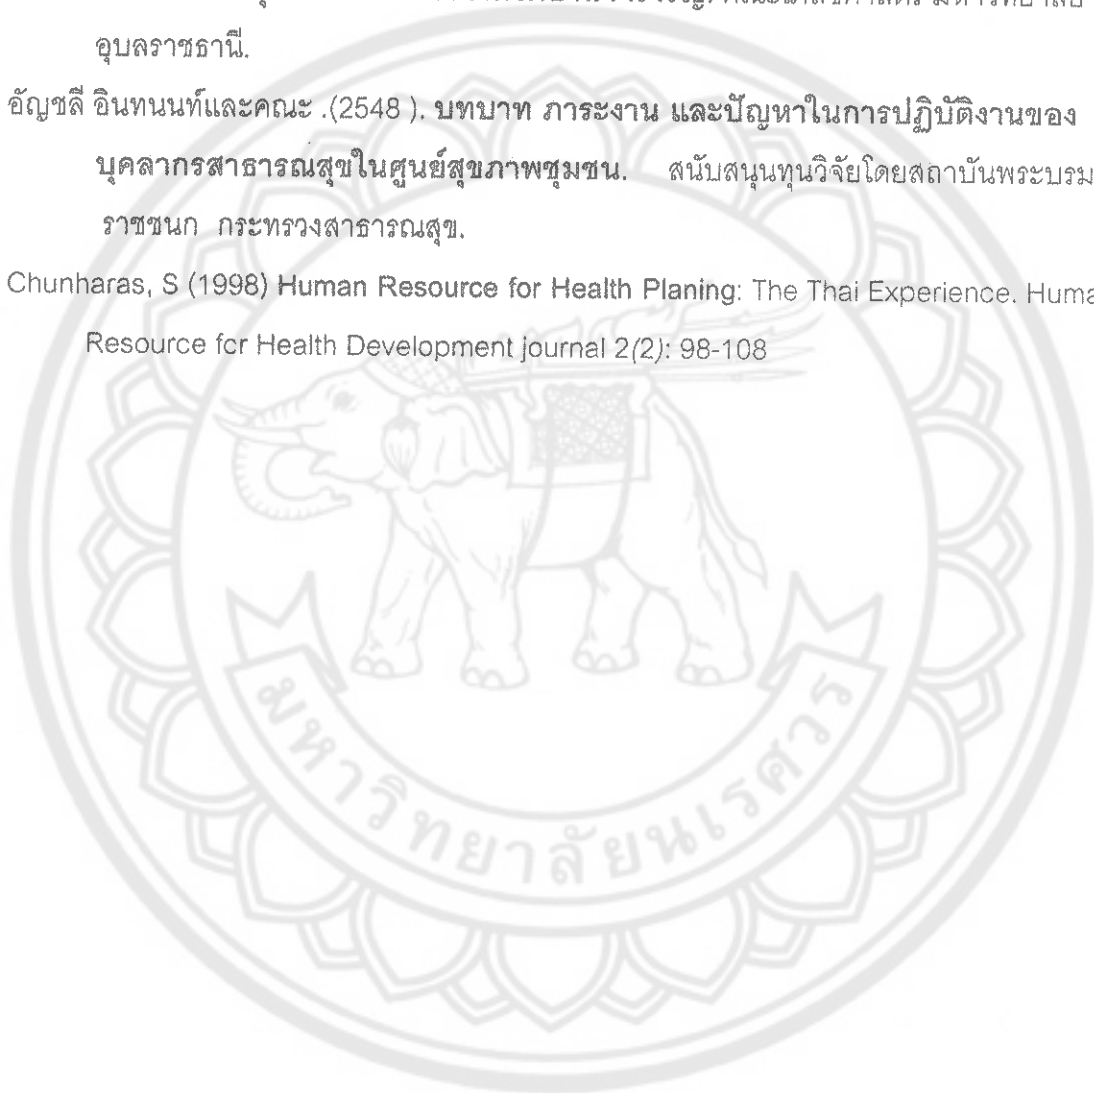 อุบลราชธานี.
อัญชลี อินทนนท์และคณะ .(2548 ). บทบาท ภาระงาน และปัญหาในการปฏิบัติงานของ
บุคลากรสาธารณสุขในศูนย์สุขภาพชุมชน. สนับสนุนทุนวิจัยโดยสถาบันพระบรม
ราชชนก กระทรวงสาธารณสุข.
Chunharas, S (1998) Human Resource for Health Planing: The Thai Experience. Huma
Resource for Health Development journal 2(2): 98-108
มหาวิทยาลัยนเรศวร